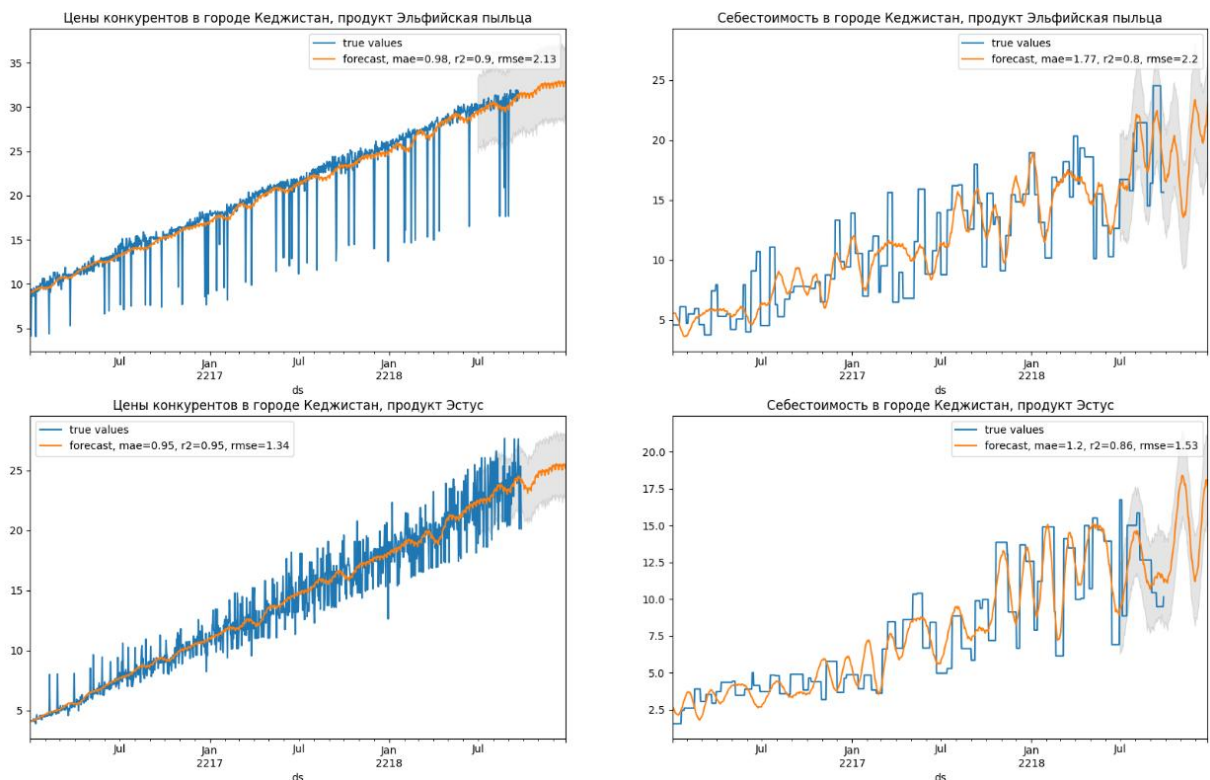 Цены конкурентов в городе Кеджистан, продукт Эльфийская пыльца
true values
forecast, mae=0.98, r2=0.9, rmse=2.13
35
30
25
20
15
10
5
Jul
Jan
2217
Jul
Jan
2218
Jul
ds
Себестоимость в городе Кеджистан, продукт Эльфийская пыльца
true values
forecast, mae=1.77, r2=0.8, rmse=2.2
25
20
15
10
5
Jul
Jan
2217
Jul
Jan
2218
Jul
ds
Цены конкурентов в городе Кеджистан, продукт Эстус
true values
forecast, mae=0.95, r2=0.95, rmse=1.34
25
20
15
10
5
Jul
Jan
2217
Jul
Jan
2218
Jul
ds
Себестоимость в городе Кеджистан, продукт Эстус
true values
forecast, mae=1.2, r2=0.86, rmse=1.53
20.0
17.5
15.0
12.5
10.0
7.5
5.0
2.5
Jul
Jan
2217
Jul
Jan
2218
Jul
ds